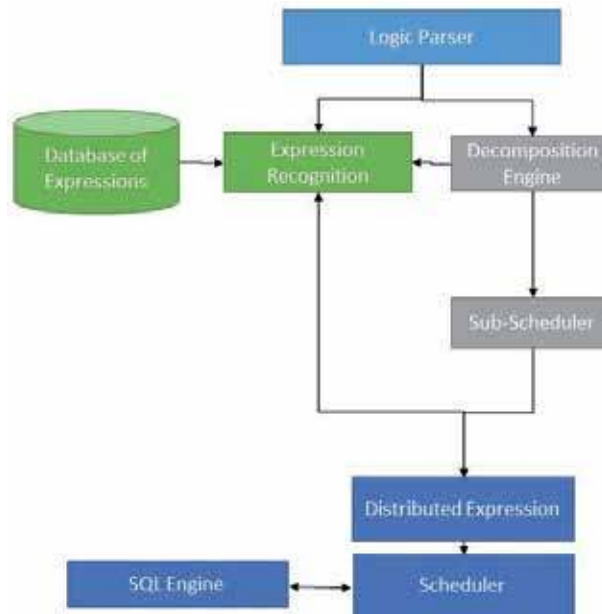 Logic Parser
Database of
Expressions
Expression
Recognition
Decomposition
Engine
Sub-Scheduler
Distributed Expression
SQL Engine
Scheduler